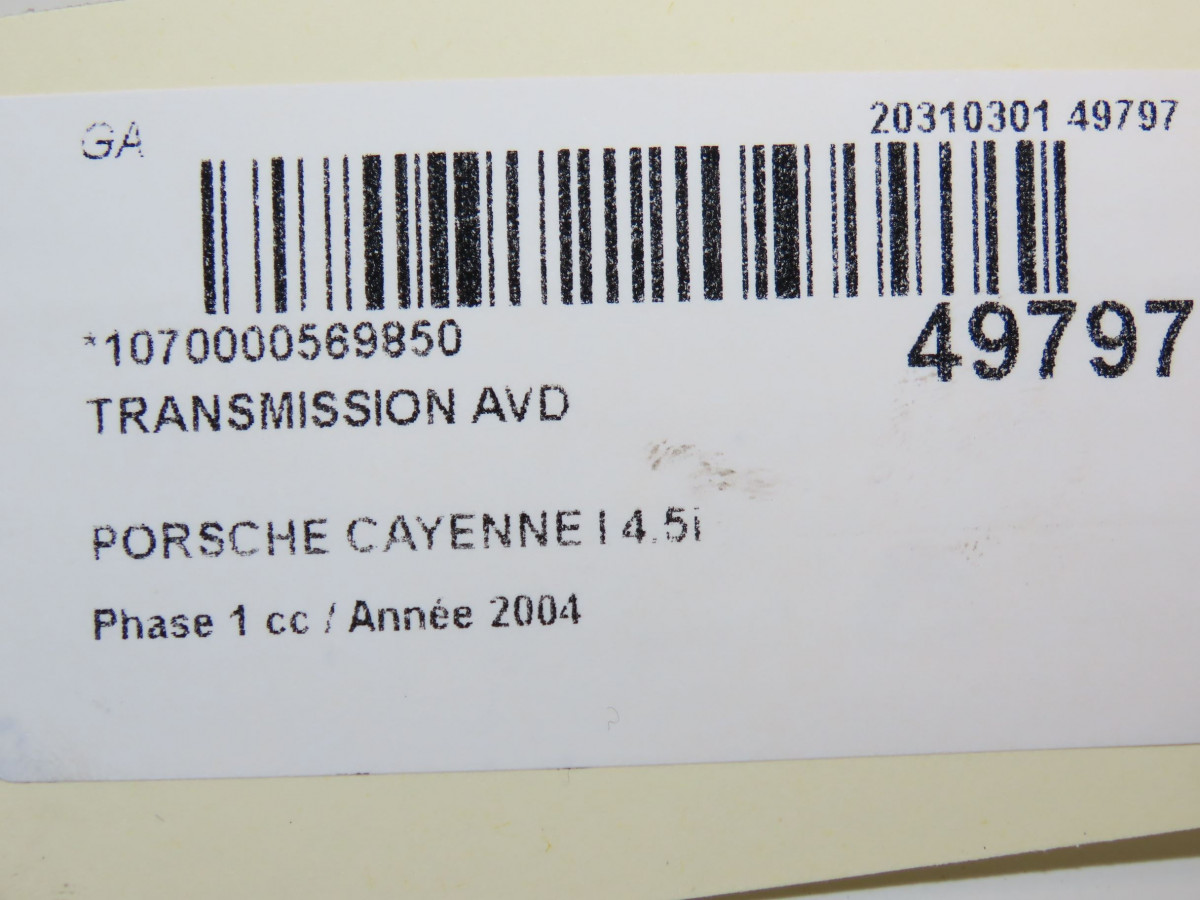 GA
20310301 49797
*1070000569850
49797
TRANSMISSION AVD
PORSCHE CAYENNE I 4.5i
Phase 1 cc / Année 2004